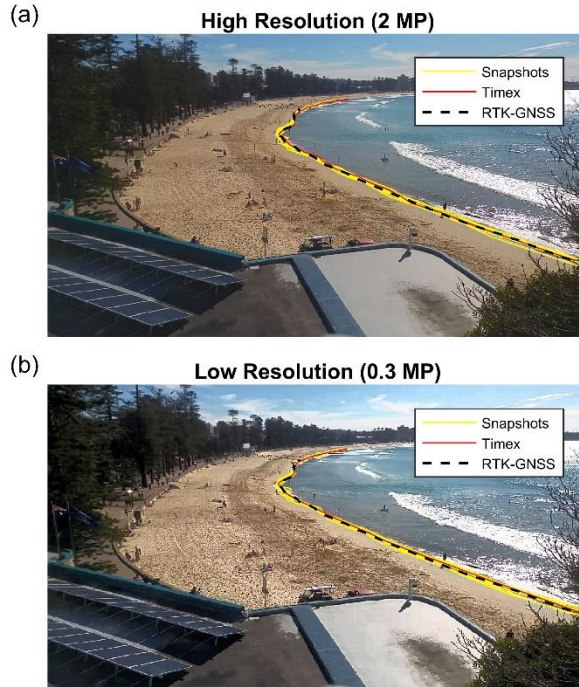 (a)
High Resolution (2 MP)
Snapshots
Timex
RTK-GNSS
(b)
Low Resolution (0.3 MP)
Snapshots
Timex
RTK-GNSS